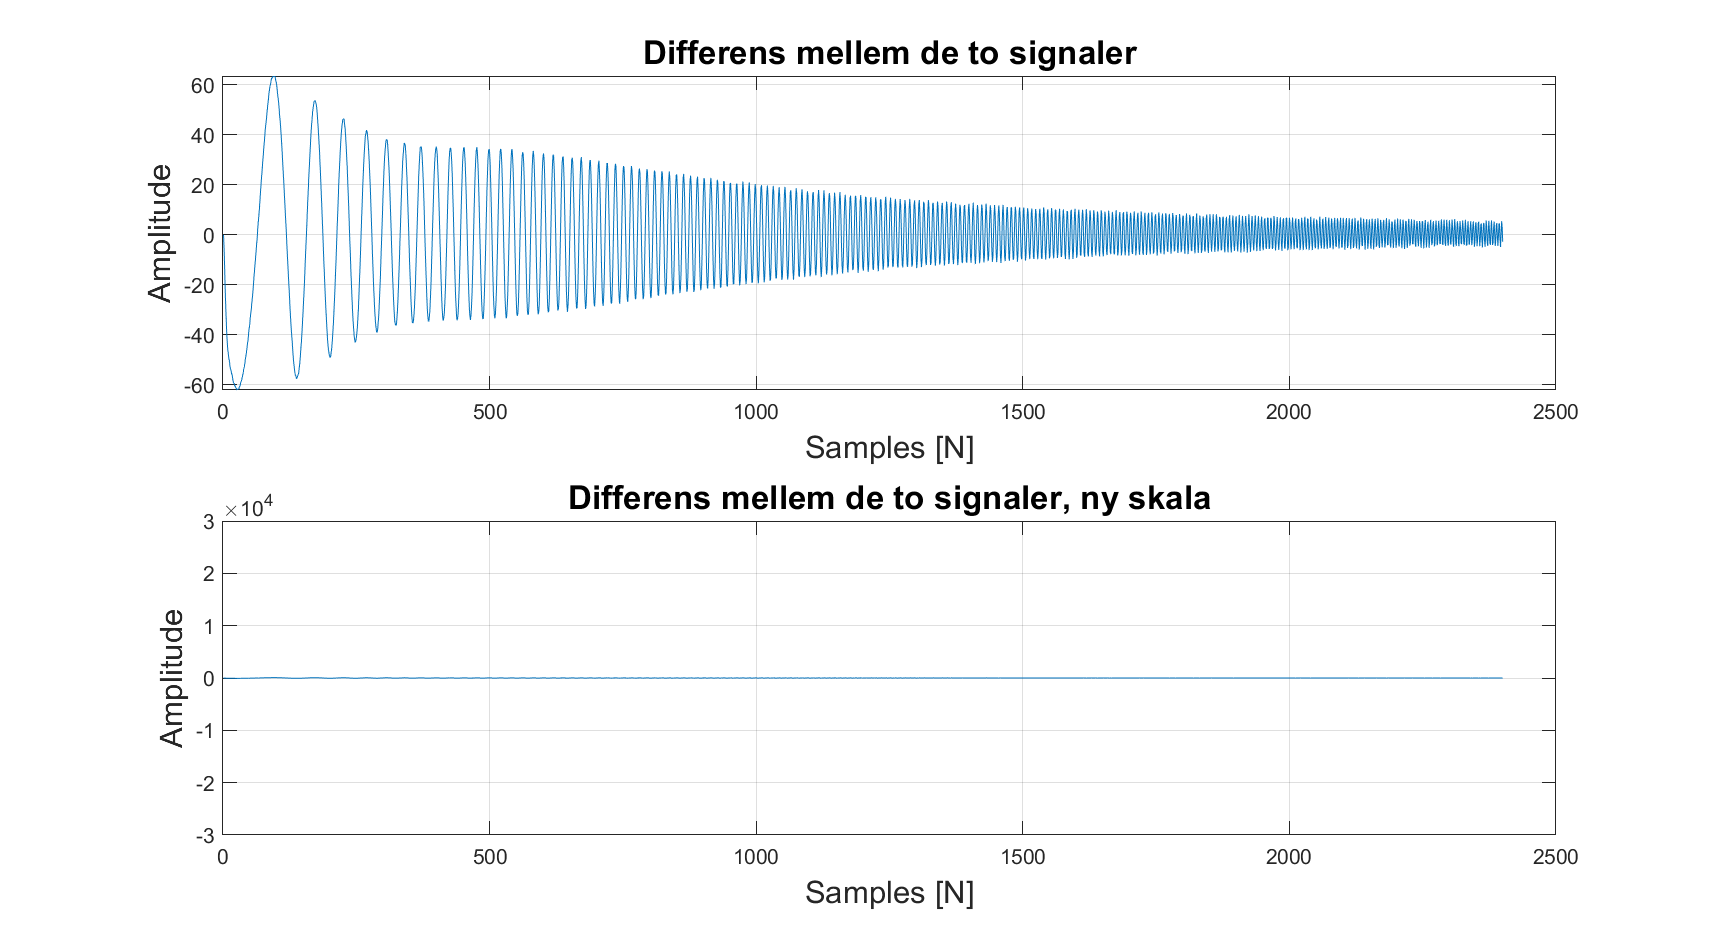 Differens mellem de to signaler
Amplitude
60
40
20
0
-20
-40
-60
0 500 1000 1500 2000 2500
Samples [N]
Differens mellem de to signaler, ny skala
×10⁴
Amplitude
3
2
1
0
-1
-2
-3
0 500 1000 1500 2000 2500
Samples [N]